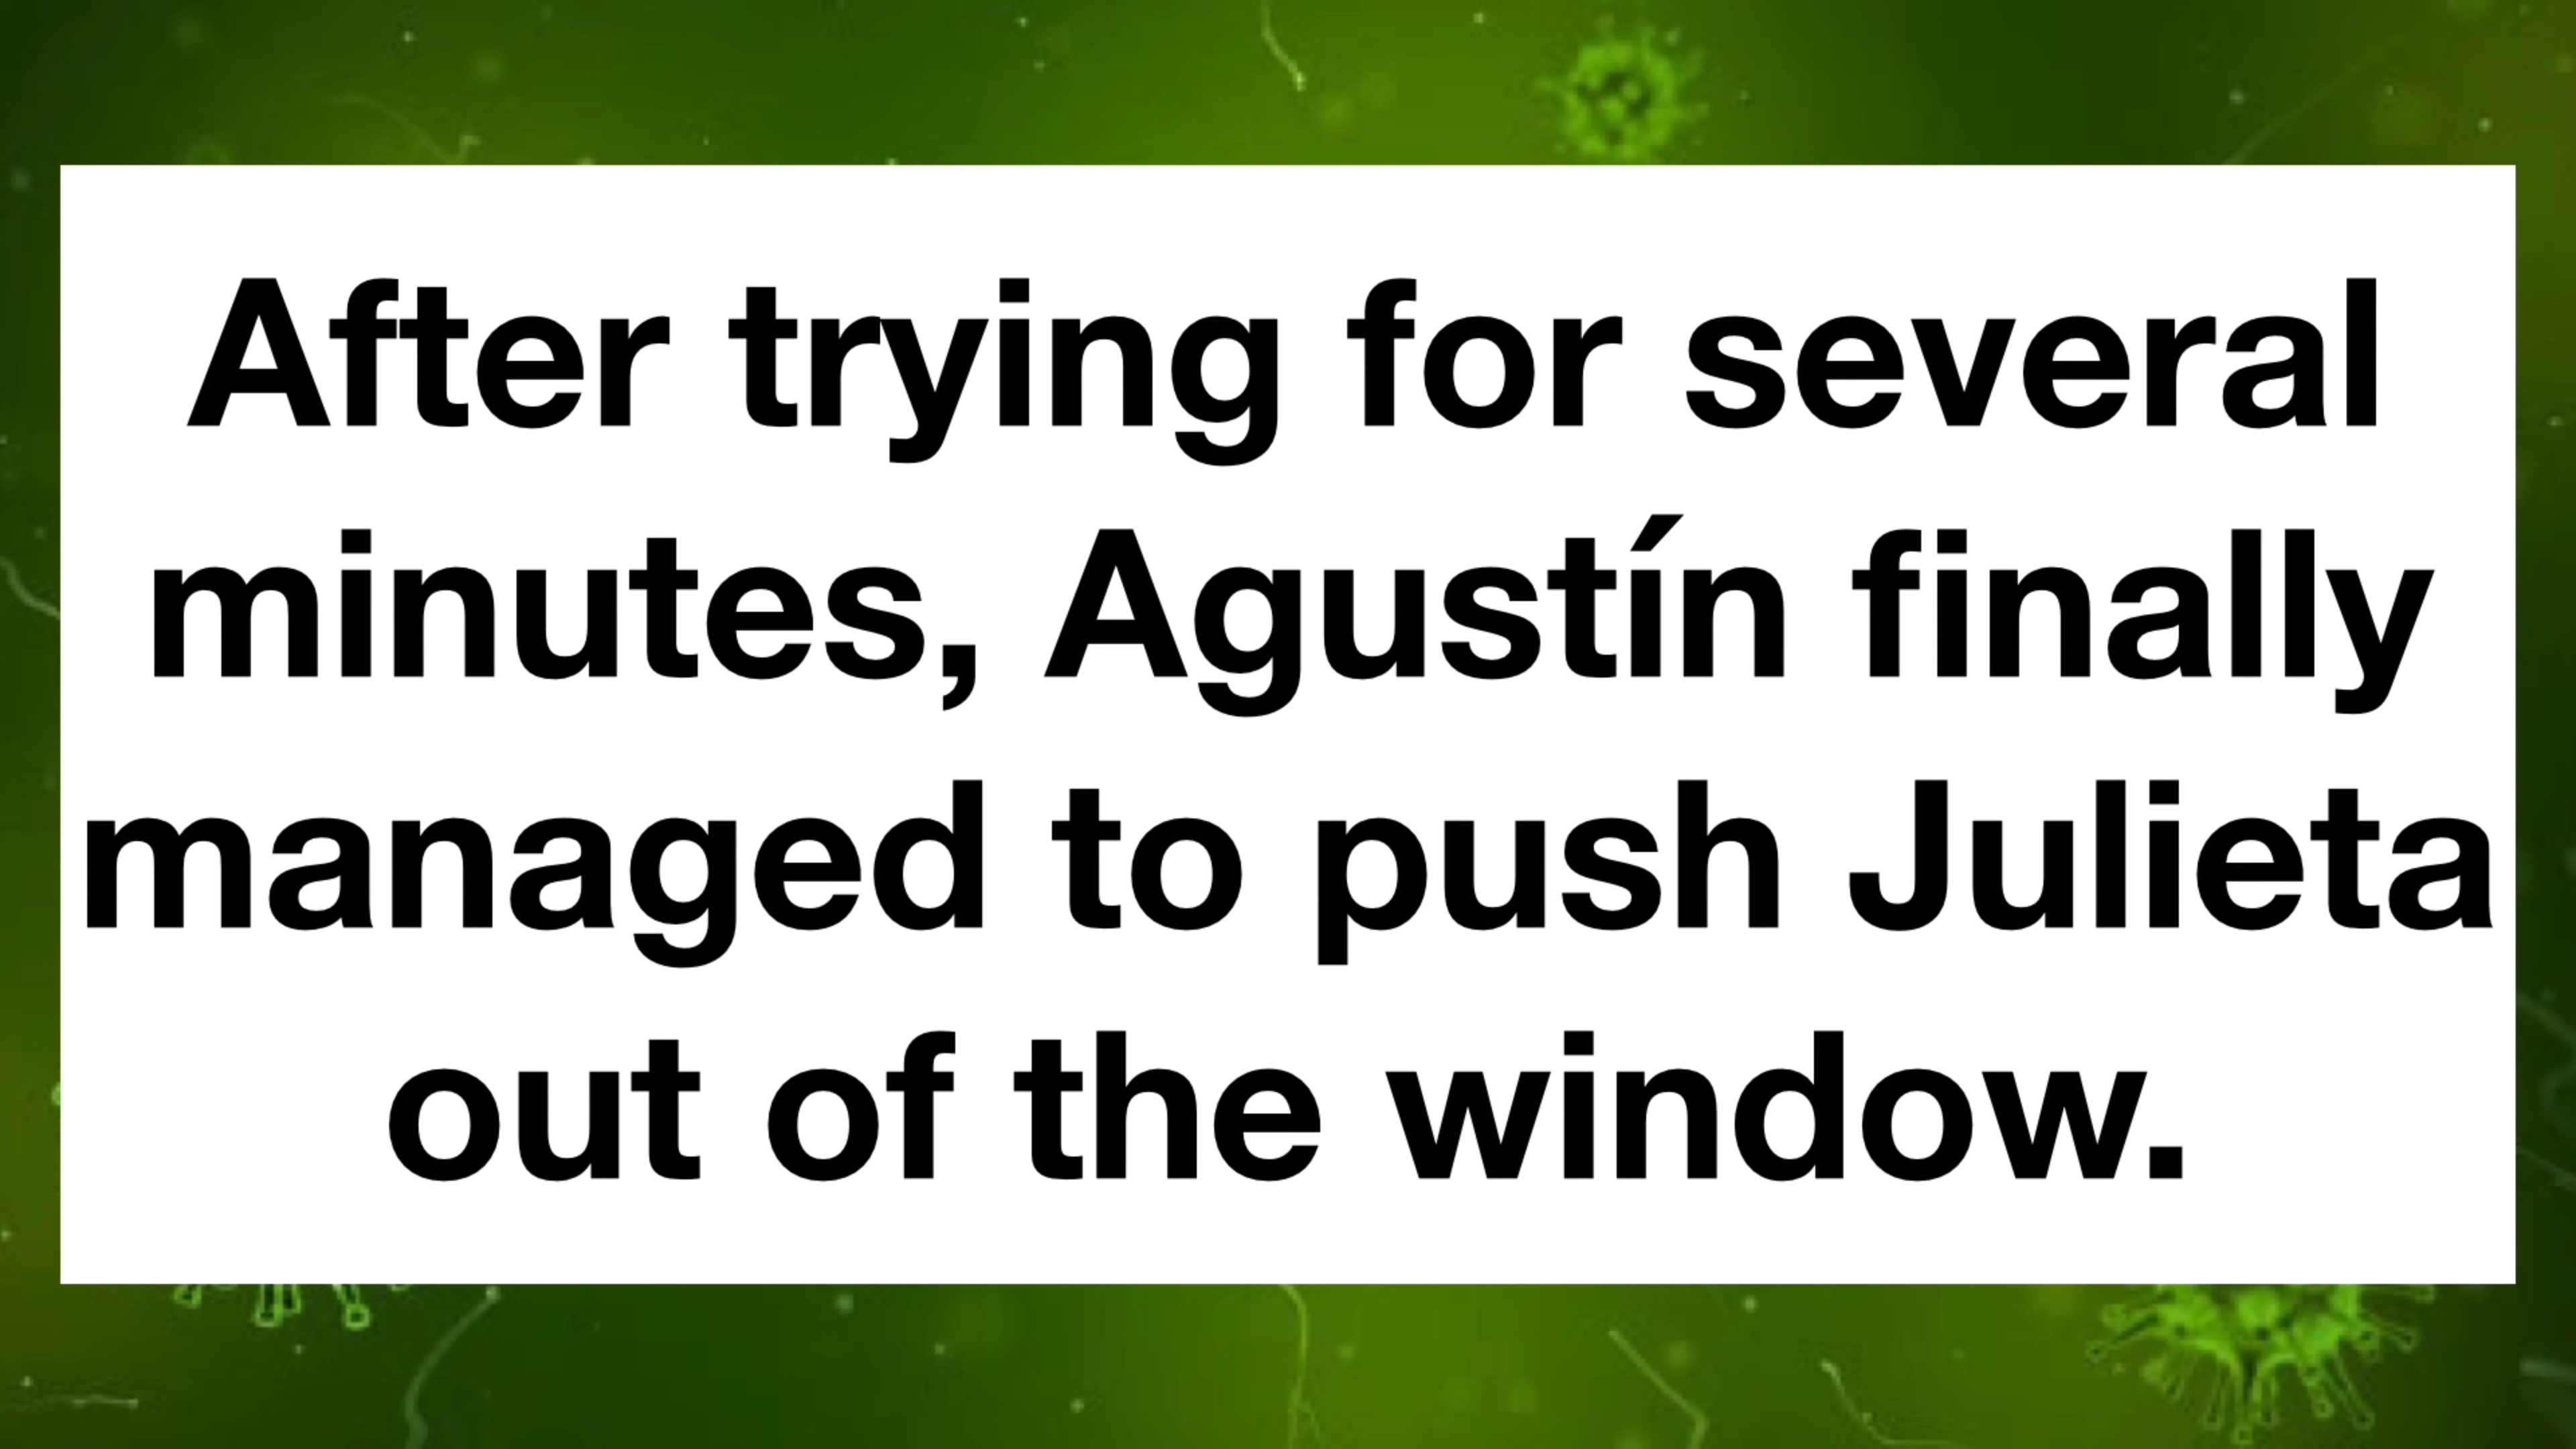 After trying for several
minutes, Agustín finally
managed to push Julieta
out of the window.